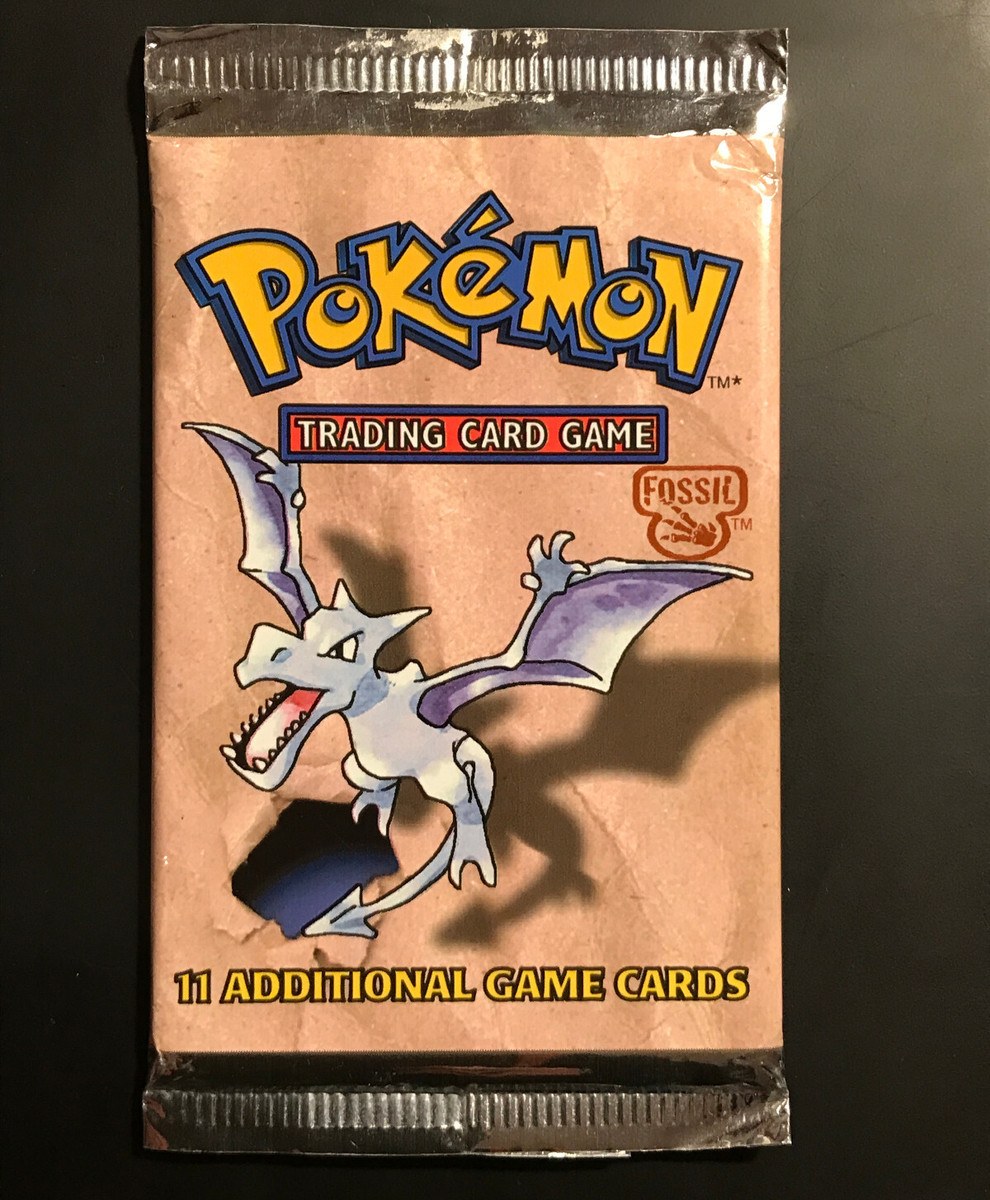 POKéMON
TM*
TRADING CARD GAME
FOSSIL
TM
11 ADDITIONAL GAME CARDS